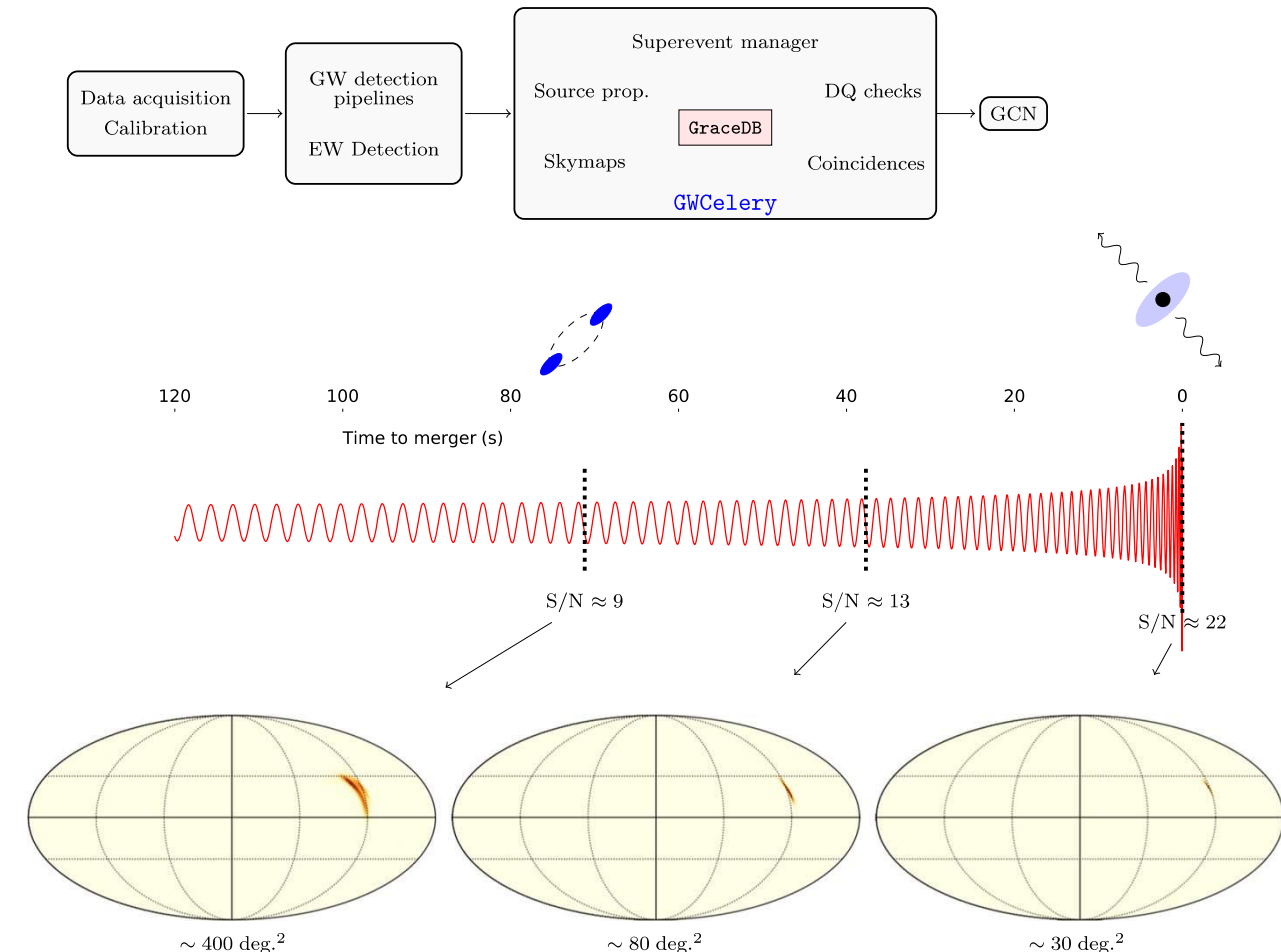 Data acquisition
Calibration
GW detection
pipelines
EW Detection
Superevent manager
Source prop.
DQ checks
GraceDB
Skymaps
Coincidences
GWCelery
GCN
120 100 80 60 40 20 0
Time to merger (s)
S/N ≈ 9
S/N ≈ 13
S/N ≈ 22
∼ 400 deg.²
∼ 80 deg.²
∼ 30 deg.²